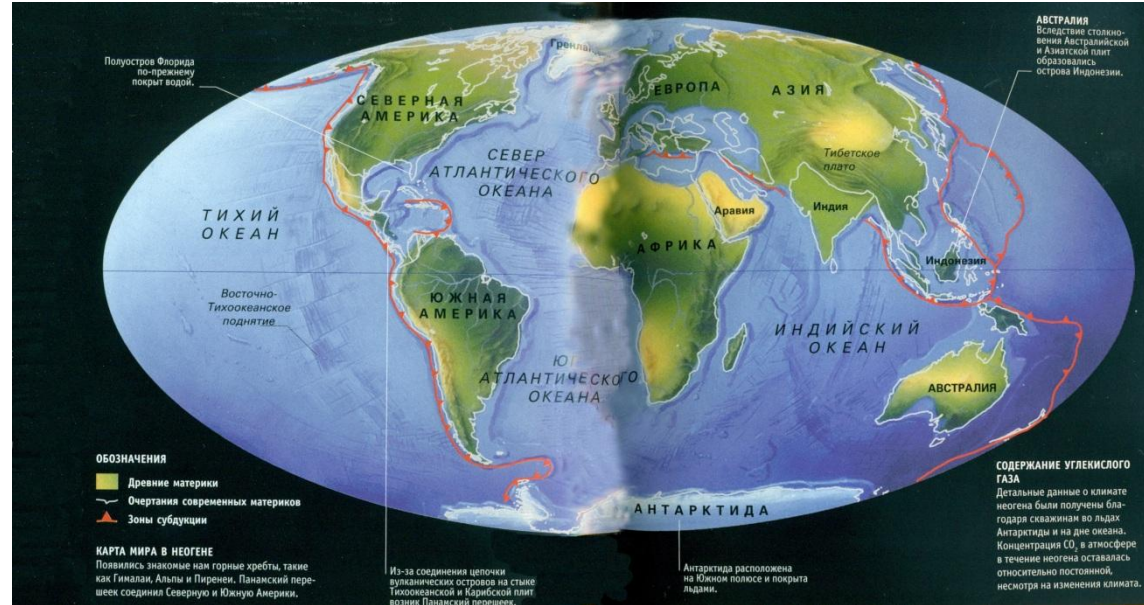 АВСТРАЛИЯ
Вследствие столкно-
вения Австралийской
и Азиатской плит
образовались
острова Индонезии.
Полуостров Флорида
по-прежнему
покрыт водой.
СЕВЕРНАЯ
АМЕРИКА
ЕВРОПА
АЗИЯ
СЕВЕР
АТЛАНТИЧЕСКОГО
ОКЕАНА
Тибетское
плато
ТИХИЙ
ОКЕАН
Аравия
Индия
АФРИКА
Индонезия
Восточно-
Тихоокеанское
поднятие
ЮЖНАЯ
АМЕРИКА
ИНДИЙСКИЙ
ОКЕАН
ЮГ
АТЛАНТИЧЕСКОГО
ОКЕАНА
АВСТРАЛИЯ
АНТАРКТИДА
ОБОЗНАЧЕНИЯ
Древние материки
Очертания современных материков
Зоны субдукции
КАРТА МИРА В НЕОГЕНЕ
Появились знакомые нам горные хребты, такие
как Гималаи, Альпы и Пиренеи. Панамский пере-
шеек соединил Северную и Южную Америки.
Из-за соединения цепочки
вулканических островов на стыке
Тихоокеанской и Карибской плит
возник Панамский перешеек.
Антарктида расположена
на Южном полюсе и покрыта
льдами.
СОДЕРЖАНИЕ УГЛЕКИСЛОГО
ГАЗА
Детальные данные о климате
неогена были получены бла-
годаря скважинам во льдах
Антарктиды и на дне океана.
Концентрация CO₂ в атмосфере
в течение неогена оставалась
относительно постоянной,
несмотря на изменения климата.